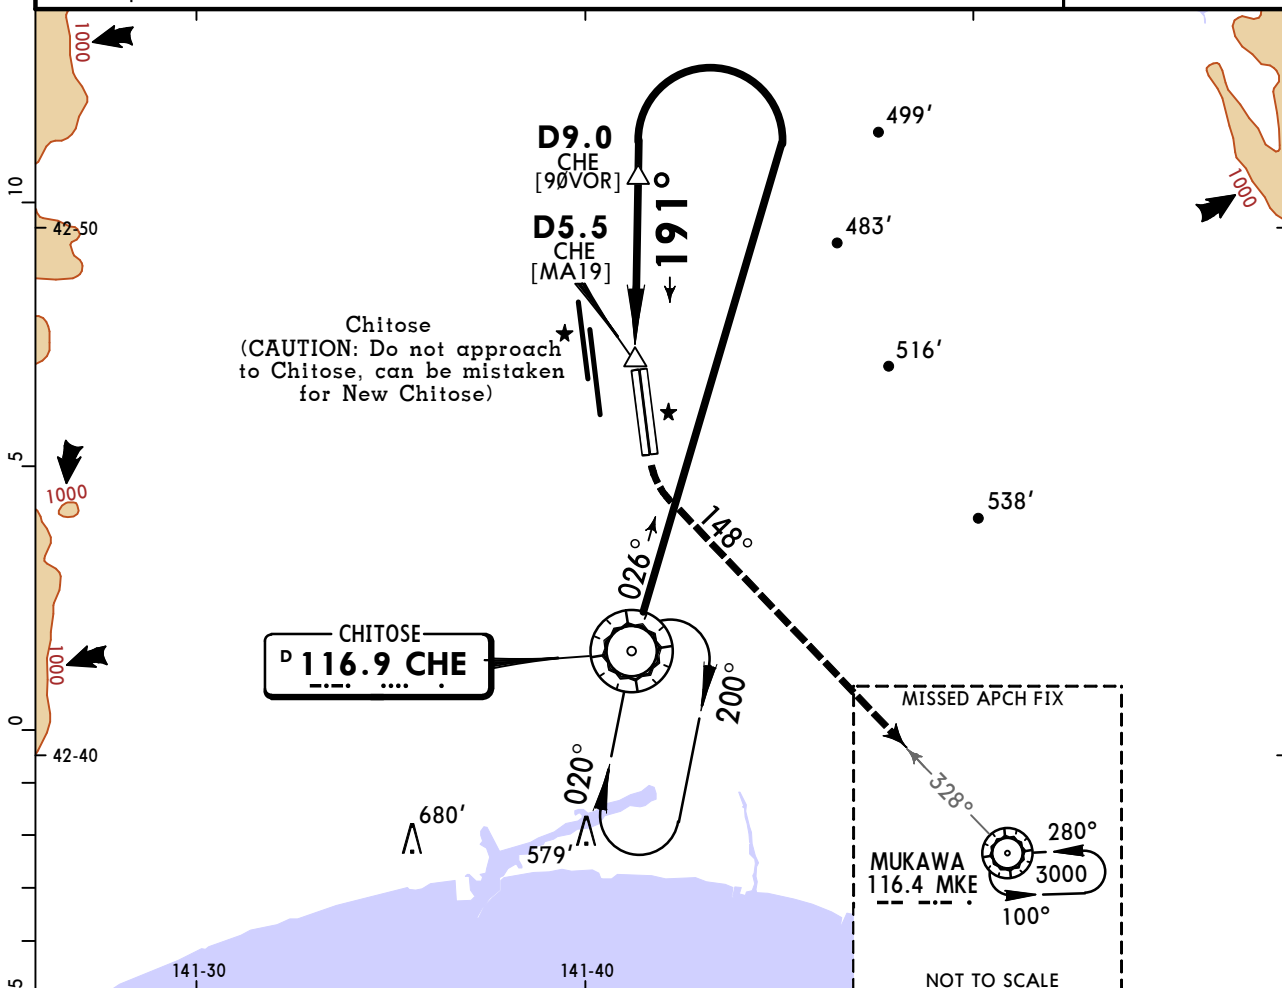 1000
499'
D9.0
CHE
[9ØVOR]
1000
10
42-50
191°
483'
D5.5
CHE
[MA19]
Chitose
(CAUTION: Do not approach
to Chitose, can be mistaken
for New Chitose)
516'
5
1000
538'
148°
026°
CHITOSE
D 116.9 CHE
1000
200°
MISSED APCH FIX
0
42-40
020°
328°
680'
579'
280°
MUKAWA
116.4 MKE
3000
100°
141-30
141-40
NOT TO SCALE
5